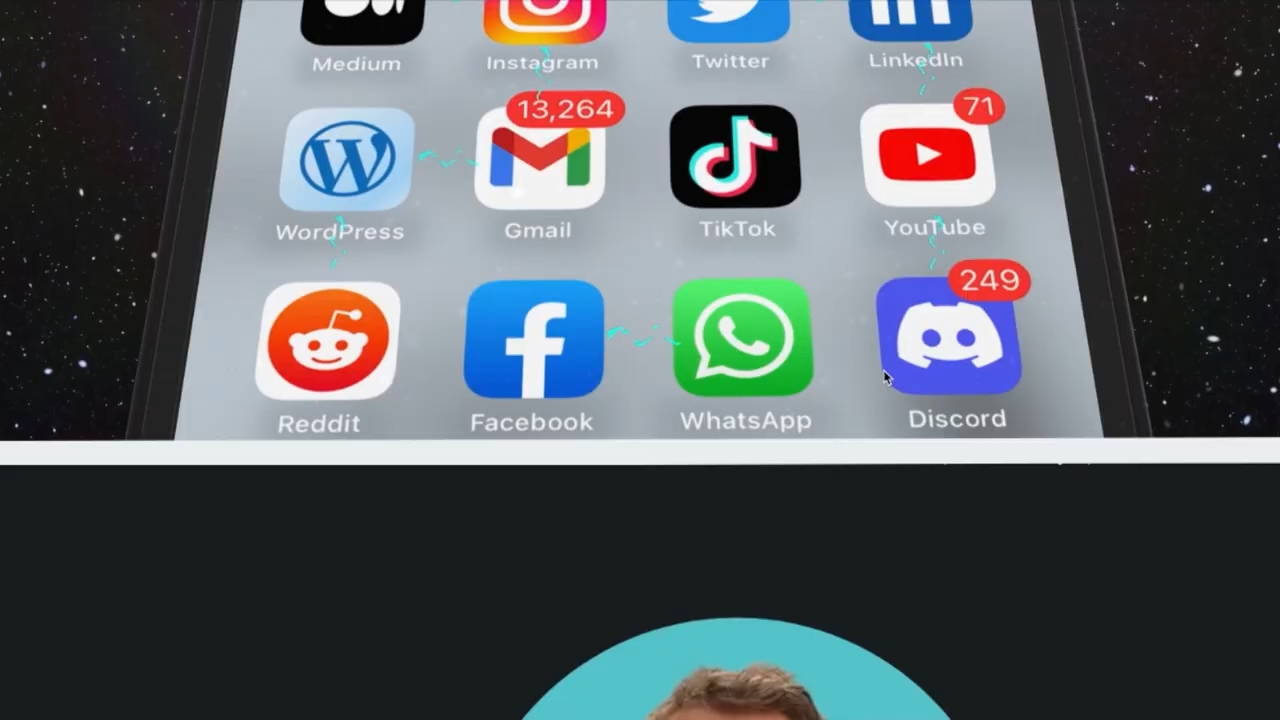 Medium Instagram Twitter LinkedIn
13,264 71
WordPress Gmail TikTok YouTube
249
Reddit Facebook WhatsApp Discord